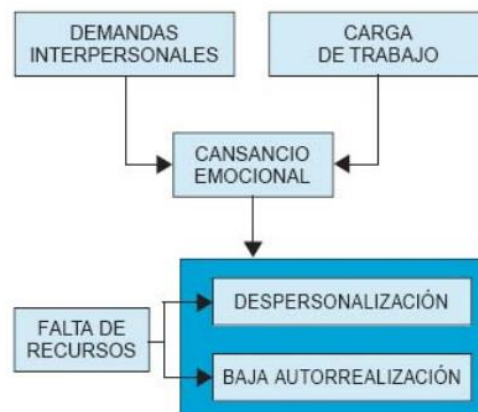 DEMANDAS
INTERPERSONALES
CARGA
DE TRABAJO
CANSANCIO
EMOCIONAL
DESPERSONALIZACIÓN
FALTA DE
RECURSOS
BAJA AUTORREALIZACIÓN